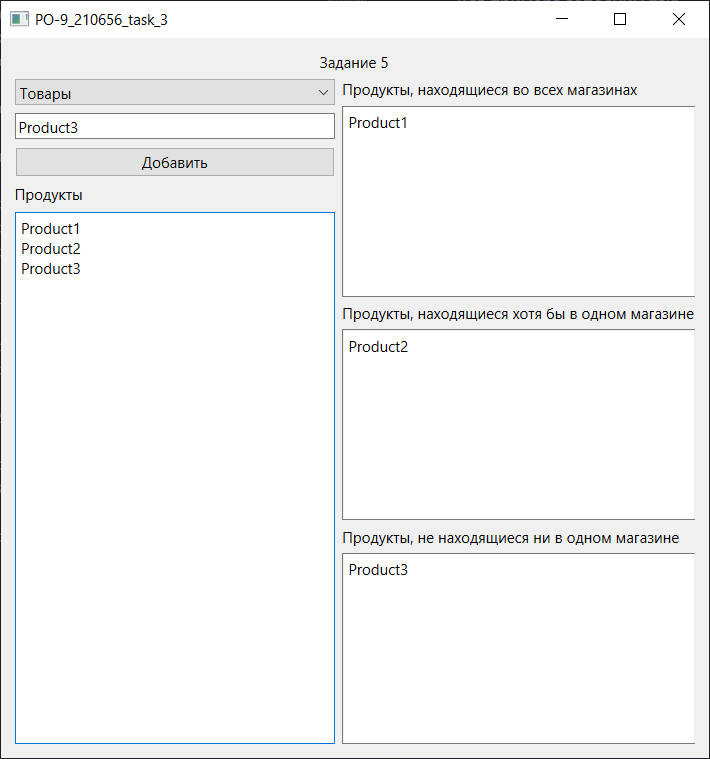 PO-9_210656_task_3
Задание 5
Товары
Product3
Добавить
Продукты
Product1
Product2
Product3
Продукты, находящиеся во всех магазинах
Product1
Продукты, находящиеся хотя бы в одном магазине
Product2
Продукты, не находящиеся ни в одном магазине
Product3